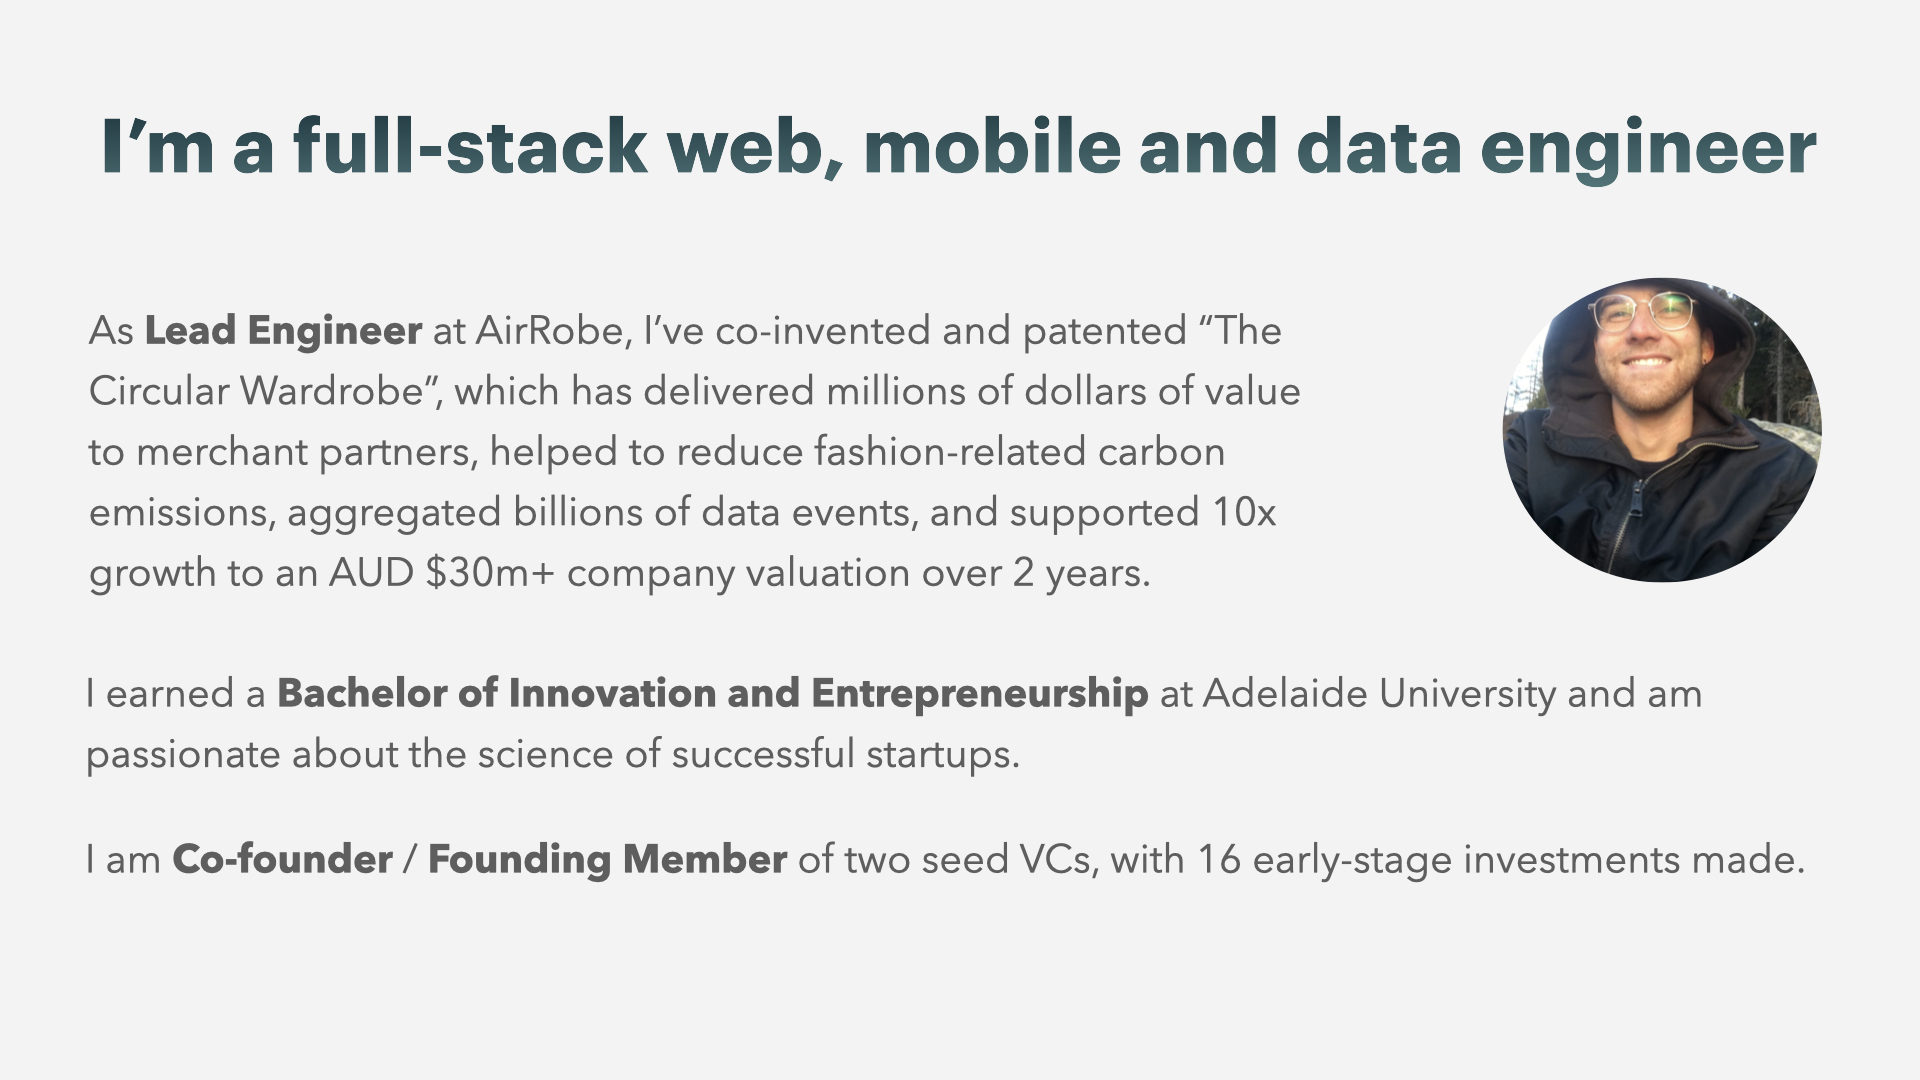 I’m a full-stack web, mobile and data engineer
As Lead Engineer at AirRobe, I’ve co-invented and patented “The
Circular Wardrobe”, which has delivered millions of dollars of value
to merchant partners, helped to reduce fashion-related carbon
emissions, aggregated billions of data events, and supported 10x
growth to an AUD $30m+ company valuation over 2 years.
I earned a Bachelor of Innovation and Entrepreneurship at Adelaide University and am
passionate about the science of successful startups.
I am Co-founder / Founding Member of two seed VCs, with 16 early-stage investments made.